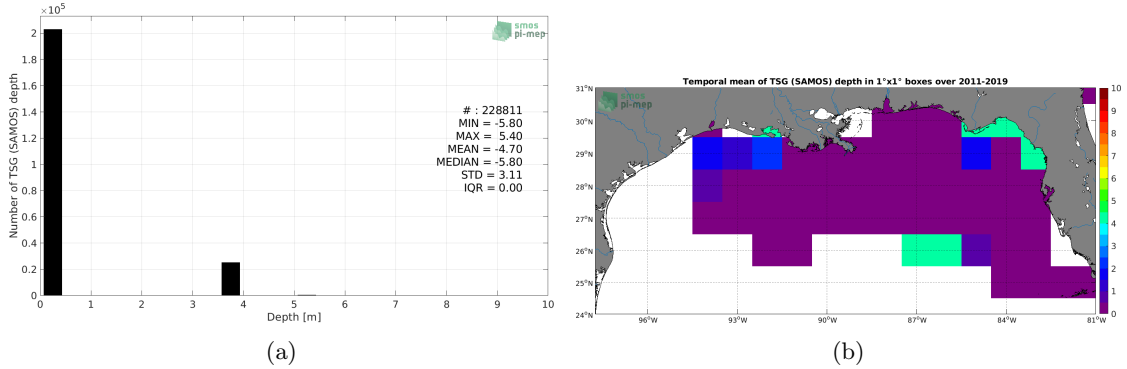 ×10⁵
2
1.8
1.6
1.4
1.2
1
0.8
0.6
0.4
0.2
0
Number of TSG (SAMOS) depth
smos
pi-mep
# : 228811
MIN = -5.80
MAX = 5.40
MEAN = -4.70
MEDIAN = -5.80
STD = 3.11
IQR = 0.00
0 1 2 3 4 5 6 7 8 9 10
Depth [m]
(a)
Temporal mean of TSG (SAMOS) depth in 1°x1° boxes over 2011-2019
smos
pi-mep
31°N
30°N
29°N
28°N
27°N
26°N
25°N
24°N
96°W 93°W 90°W 87°W 84°W 81°W
10
9
8
7
6
5
4
3
2
1
0
(b)